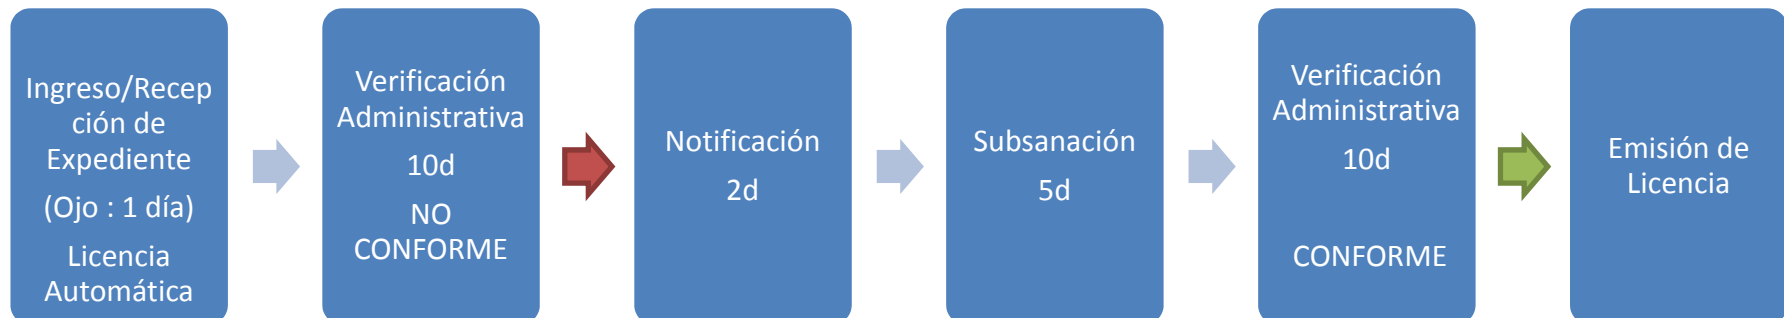 Ingreso/Recep
ción de
Expediente
(Ojo : 1 día)
Licencia
Automática
Verificación
Administrativa
10d
NO
CONFORME
Notificación
2d
Subsanación
5d
Verificación
Administrativa
10d
CONFORME
Emisión de
Licencia